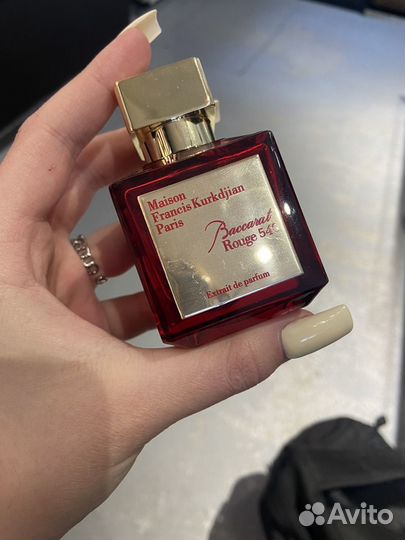 Maison
Francis Kurkdjian
Paris
Baccarat
Rouge 540
Extrait de parfum
Avito